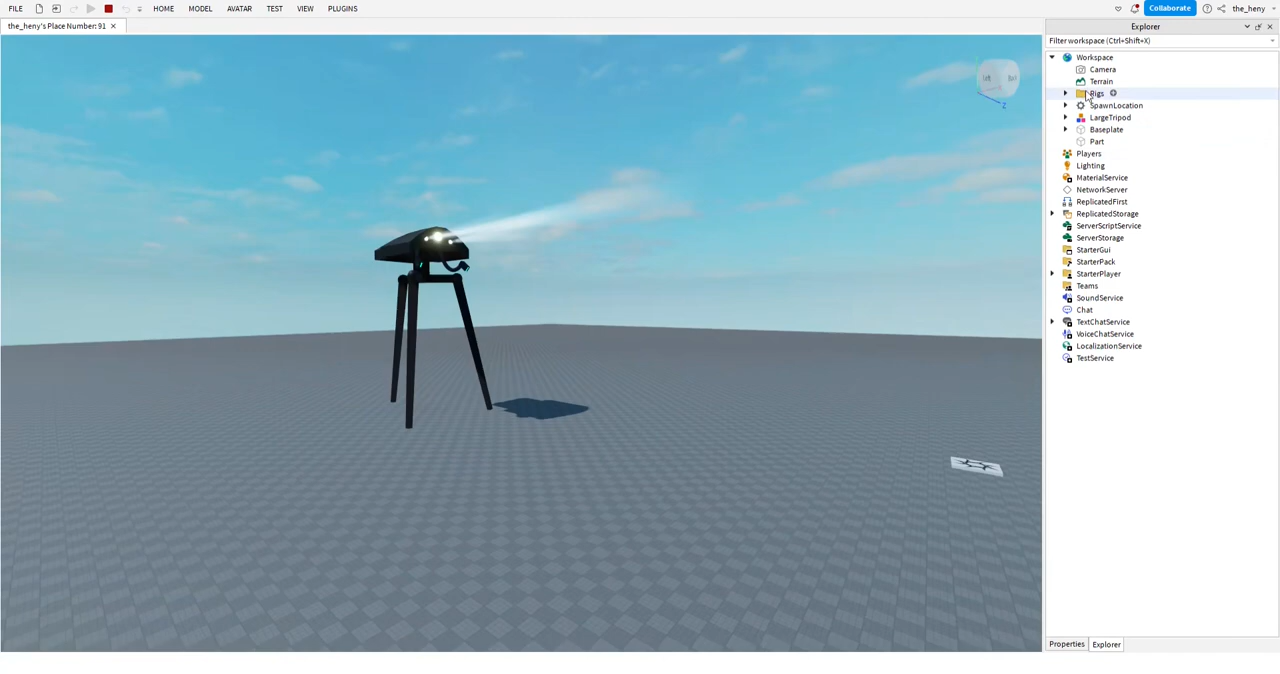 FILE HOME MODEL AVATAR TEST VIEW PLUGINS Collaborate the_heny
the_heny's Place Number: 91
Left
Z
Explorer
Filter workspace (Ctrl+Shift+X)
Workspace
Camera
Terrain
Rigs
SpawnLocation
LargeTripod
Baseplate
Part
Players
Lighting
MaterialService
NetworkServer
ReplicatedFirst
ReplicatedStorage
ServerScriptService
ServerStorage
StarterGui
StarterPack
StarterPlayer
Teams
SoundService
Chat
TextChatService
VoiceChatService
LocalizationService
TestService
Properties Explorer